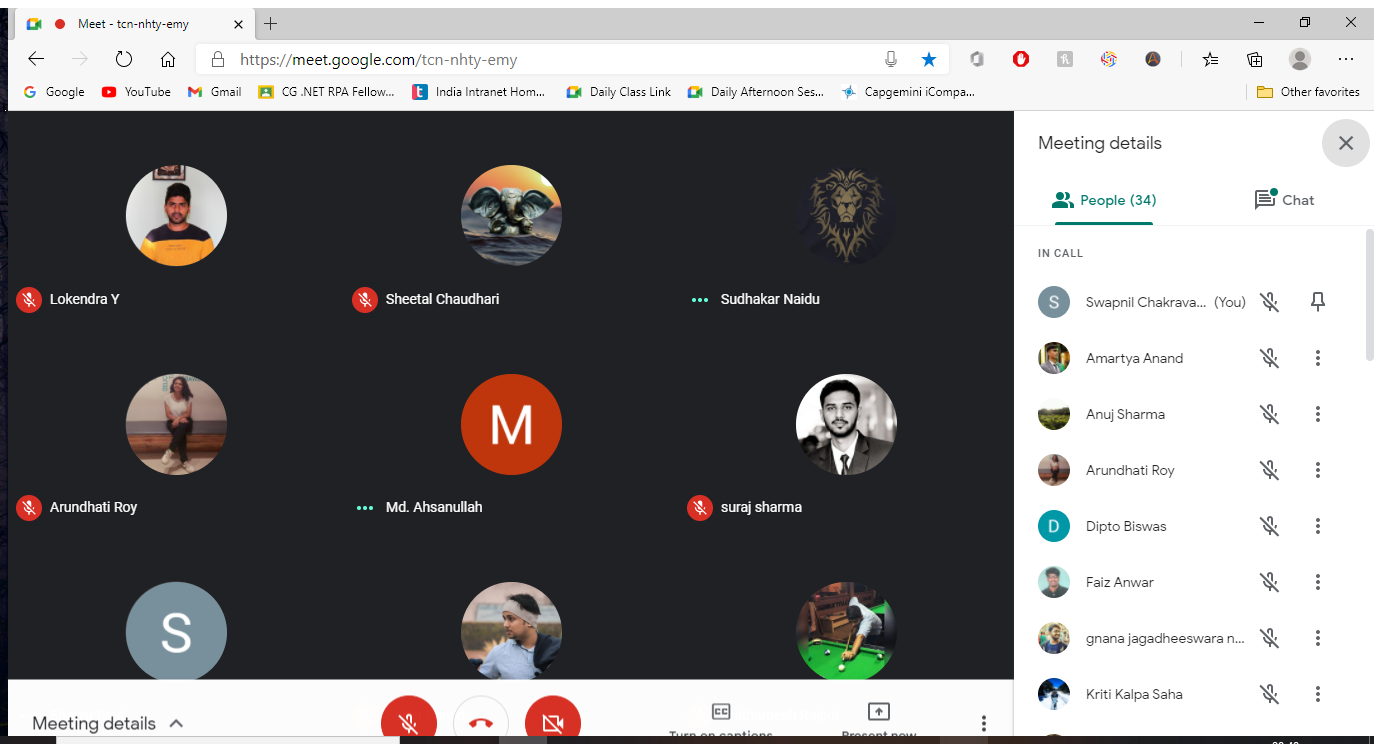 Meet - tcn-nhty-emy
https://meet.google.com/tcn-nhty-emy
Google YouTube Gmail CG .NET RPA Fellow... India Intranet Hom... Daily Class Link Daily Afternoon Ses... Capgemini iCompa... Other favorites
Lokendra Y
Sheetal Chaudhari
Sudhakar Naidu
Arundhati Roy
M
Md. Ahsanullah
suraj sharma
S
Meeting details
CC
Turn on captions
Present now
Meeting details
People (34)
Chat
IN CALL
S
Swapnil Chakrava... (You)
Amartya Anand
Anuj Sharma
Arundhati Roy
D
Dipto Biswas
Faiz Anwar
gnana jagadheeswara n...
Kriti Kalpa Saha